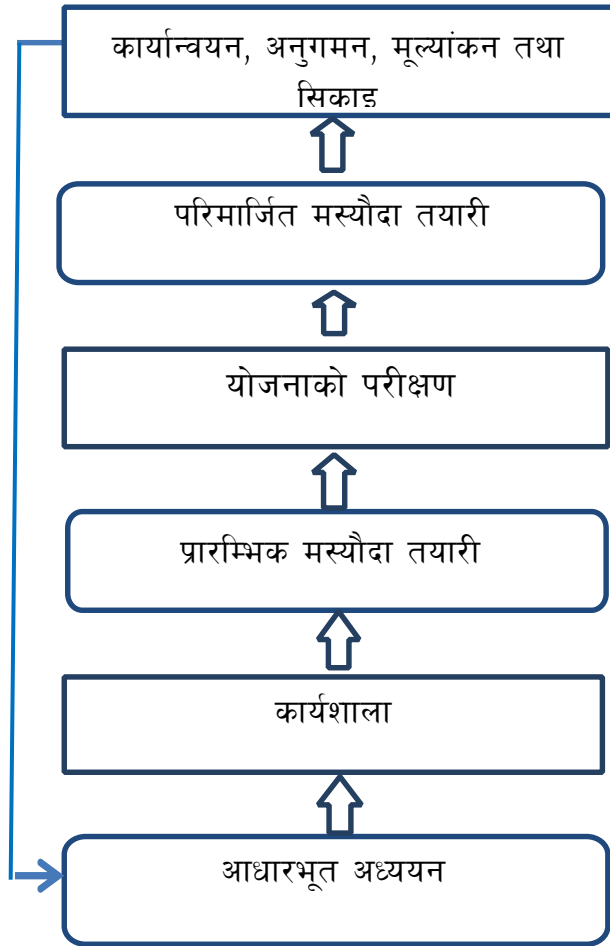 कार्यान्वयन, अनुगमन, मूल्यांकन तथा
सिकाइ
परिमार्जित मस्यौदा तयारी
योजनाको परीक्षण
प्रारम्भिक मस्यौदा तयारी
कार्यशाला
आधारभूत अध्ययन